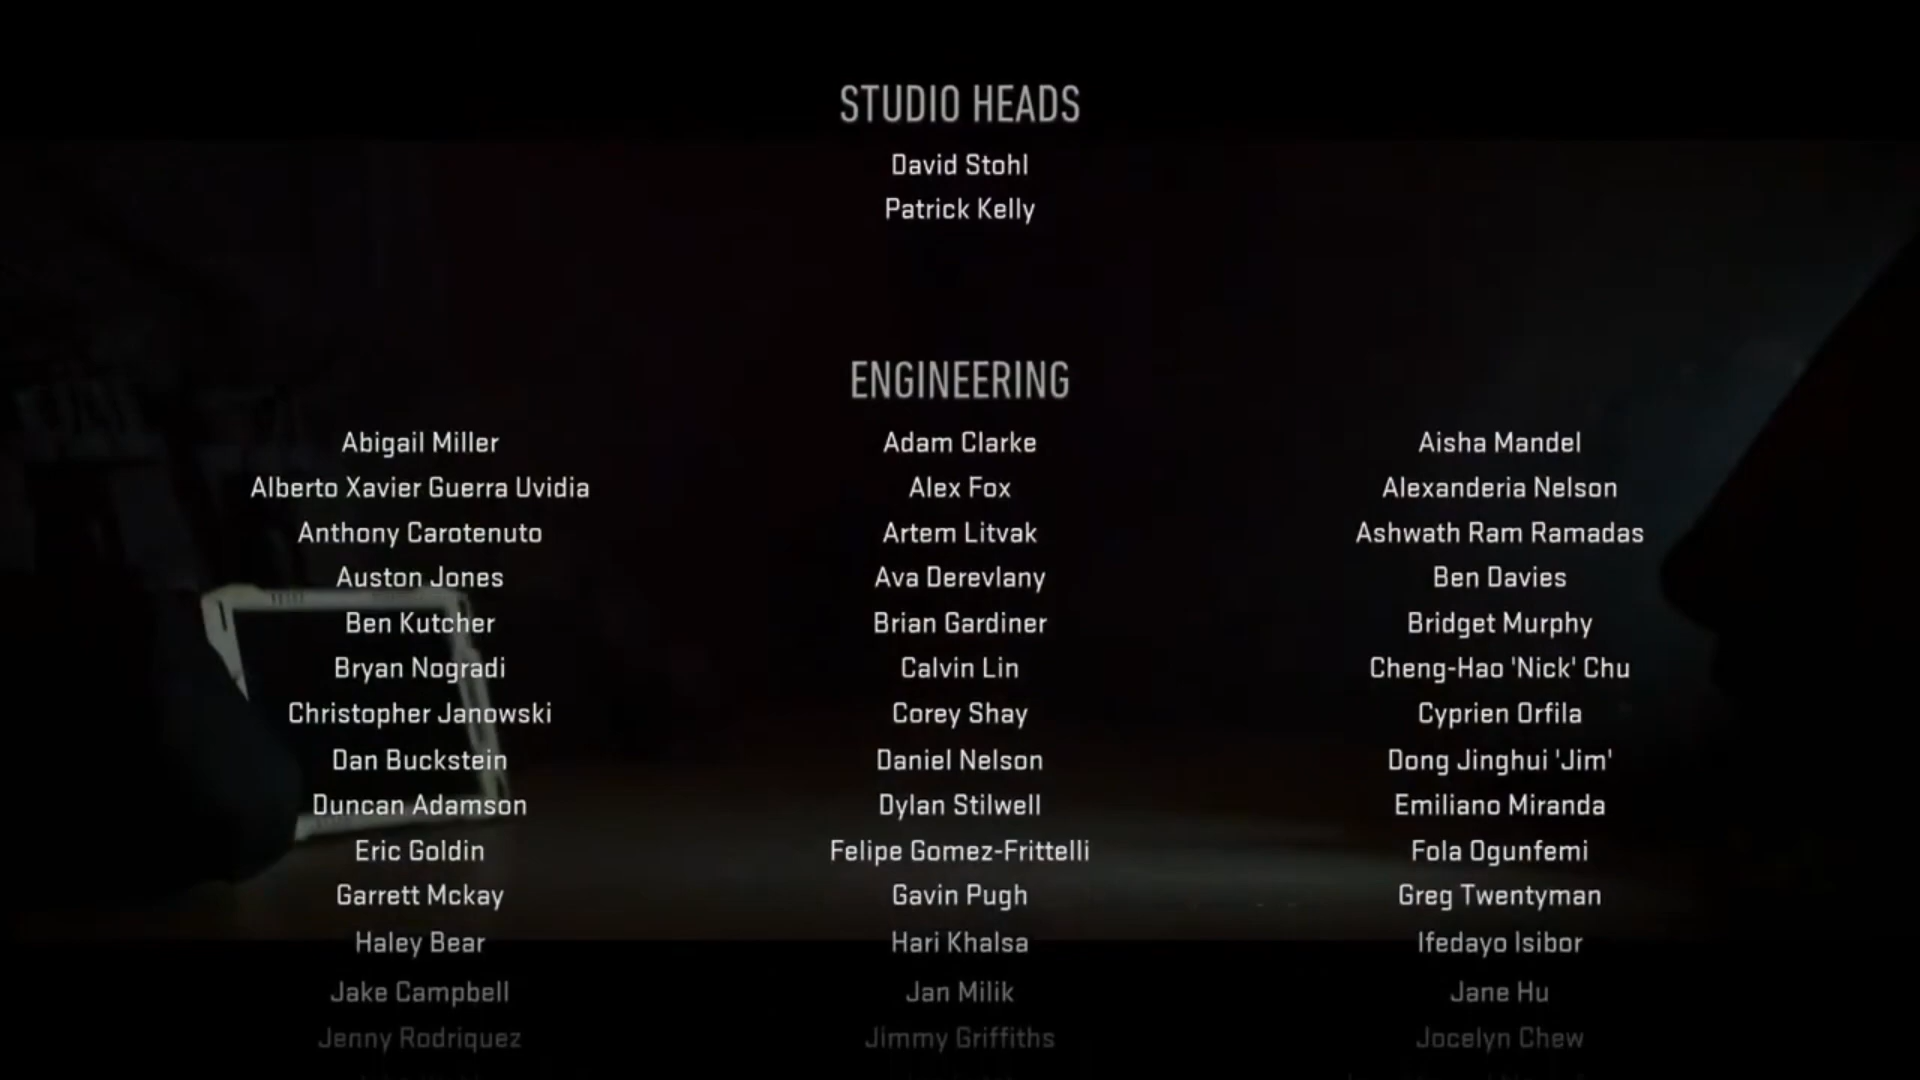 STUDIO HEADS
David Stohl
Patrick Kelly
ENGINEERING
Abigail Miller Adam Clarke Aisha Mandel
Alberto Xavier Guerra Uvidia Alex Fox Alexanderia Nelson
Anthony Carotenuto Artem Litvak Ashwath Ram Ramadas
Auston Jones Ava Derevlany Ben Davies
Ben Kutcher Brian Gardiner Bridget Murphy
Bryan Nogradi Calvin Lin Cheng-Hao 'Nick' Chu
Christopher Janowski Corey Shay Cyprien Orfila
Dan Buckstein Daniel Nelson Dong Jinghui 'Jim'
Duncan Adamson Dylan Stilwell Emiliano Miranda
Eric Goldin Felipe Gomez-Frittelli Fola Ogunfemi
Garrett Mckay Gavin Pugh Greg Twentyman
Haley Bear Hari Khalsa Ifedayo Isibor
Jake Campbell Jan Milik Jane Hu
Jenny Rodriquez Jimmy Griffiths Jocelyn Chew